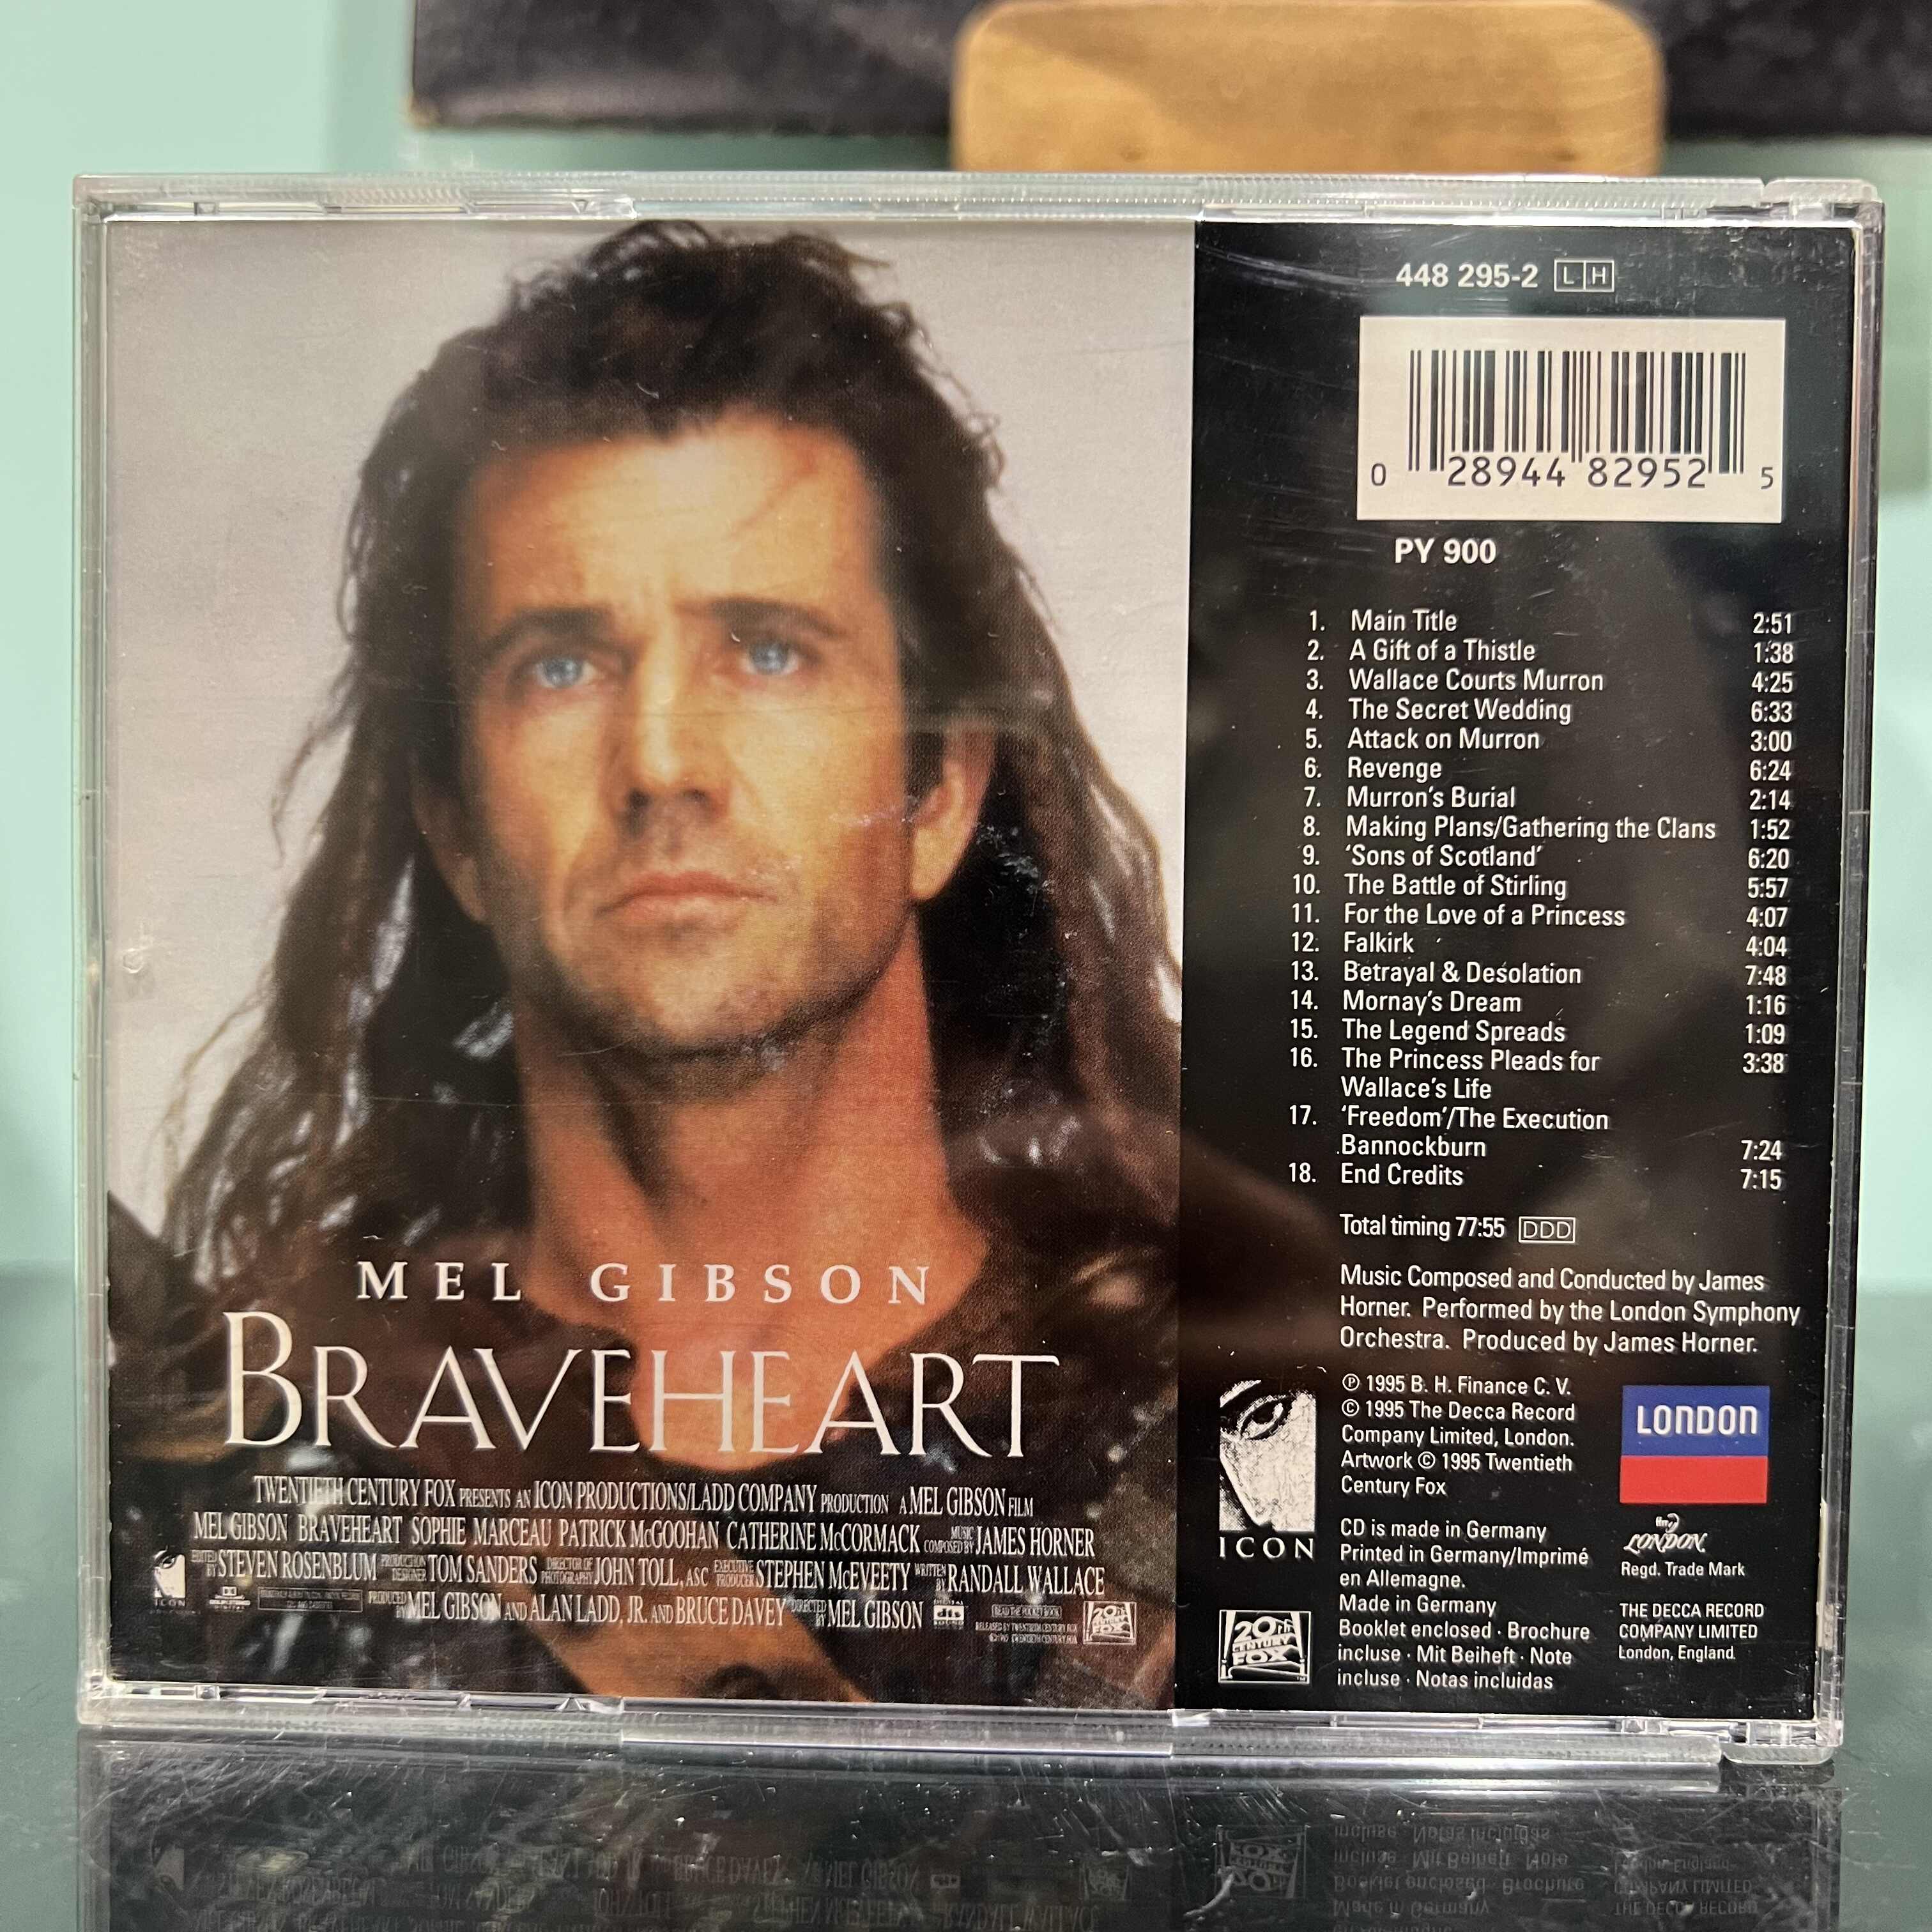 MEL GIBSON
BRAVEHEART
TWENTIETH CENTURY FOX PRESENTS AN ICON PRODUCTIONS/LADD COMPANY PRODUCTION A MEL GIBSON FILM
MEL GIBSON BRAVEHEART SOPHIE MARCEAU PATRICK McGOOHAN CATHERINE McCORMACK MUSIC COMPOSED BY JAMES HORNER
EDITED BY STEVEN ROSENBLUM PRODUCTION DESIGNER TOM SANDERS DIRECTOR OF PHOTOGRAPHY JOHN TOLL, ASC EXECUTIVE PRODUCER STEPHEN McEVEETY WRITTEN BY RANDALL WALLACE
PRODUCED BY MEL GIBSON AND ALAN LADD, JR. AND BRUCE DAVEY DIRECTED BY MEL GIBSON
ICON
20th CENTURY FOX
448 295-2 L H
0 28944 82952 5
PY 900
1. Main Title 2:51
2. A Gift of a Thistle 1:38
3. Wallace Courts Murron 4:25
4. The Secret Wedding 6:33
5. Attack on Murron 3:00
6. Revenge 6:24
7. Murron's Burial 2:14
8. Making Plans/Gathering the Clans 1:52
9. 'Sons of Scotland' 6:20
10. The Battle of Stirling 5:57
11. For the Love of a Princess 4:07
12. Falkirk 4:04
13. Betrayal & Desolation 7:48
14. Mornay's Dream 1:16
15. The Legend Spreads 1:09
16. The Princess Pleads for 3:38
Wallace's Life
17. 'Freedom'/The Execution
Bannockburn 7:24
18. End Credits 7:15
Total timing 77:55 DDD
Music Composed and Conducted by James
Horner. Performed by the London Symphony
Orchestra. Produced by James Horner.
℗ 1995 B. H. Finance C. V.
© 1995 The Decca Record
Company Limited, London.
Artwork © 1995 Twentieth
Century Fox
CD is made in Germany
Printed in Germany/Imprimé
en Allemagne.
Made in Germany
Booklet enclosed · Brochure
incluse · Mit Beiheft · Note
incluse · Notas incluidas
ICON
20th
CENTURY
FOX
LONDON
ffrr
LONDON
Regd. Trade Mark
THE DECCA RECORD
COMPANY LIMITED
London, England